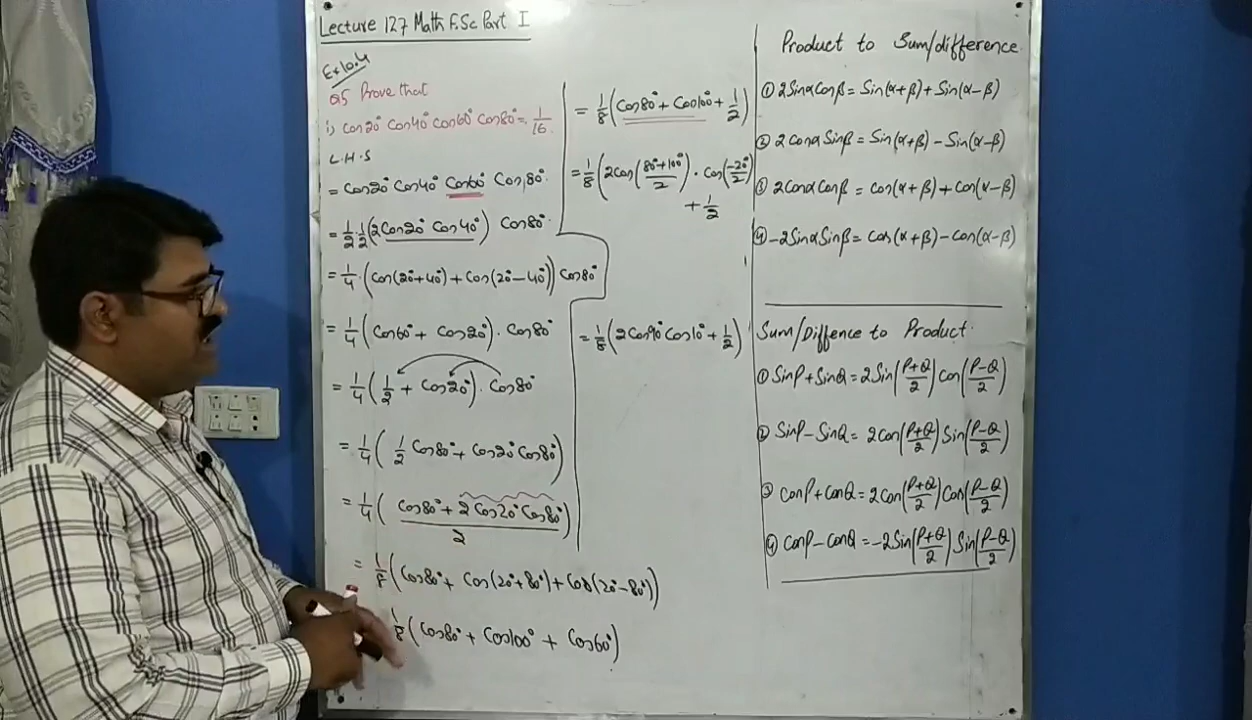 Lecture 127 Math F.Sc Part I
Ex 10.4
Q5 Prove that
i) Cos20° Cos40° Cos60° Cos80° = 1/16
L.H.S
= Cos20° Cos40° Cos60° Cos80°
= 1/2 · 1/2 (2Cos20° Cos40°) Cos80°
= 1/4 · (Cos(20°+40°) + Cos(20°-40°)) Cos80°
= 1/4 (Cos60° + Cos20°) · Cos80°
= 1/4 (1/2 + Cos20°) · Cos80°
= 1/4 (1/2 Cos80° + Cos20° Cos80°)
= 1/4 ((Cos80° + 2Cos20° Cos80°)/2)
= 1/8 (Cos80° + Cos(20°+80°) + Cos(20°-80°))
1/8 (Cos80° + Cos100° + Cos60°)
= 1/8 (Cos80° + Cos100° + 1/2)
= 1/8 (2Cos((80°+100°)/2) · Cos(-20°/2)
+ 1/2
= 1/8 (2Cos90° Cos10° + 1/2)
Product to Sum/difference
① 2SinαCosβ = Sin(α+β) + Sin(α-β)
② 2CosαSinβ = Sin(α+β) - Sin(α-β)
③ 2CosαCosβ = Cos(α+β) + Cos(α-β)
④ -2SinαSinβ = Cos(α+β) - Cos(α-β)
Sum/Diffence to Product
① SinP + SinQ = 2Sin((P+Q)/2) Cos((P-Q)/2)
② SinP - SinQ = 2Cos((P+Q)/2) Sin((P-Q)/2)
③ CosP + CosQ = 2Cos((P+Q)/2) Cos((P-Q)/2)
④ CosP - CosQ = -2Sin((P+Q)/2) Sin((P-Q)/2)